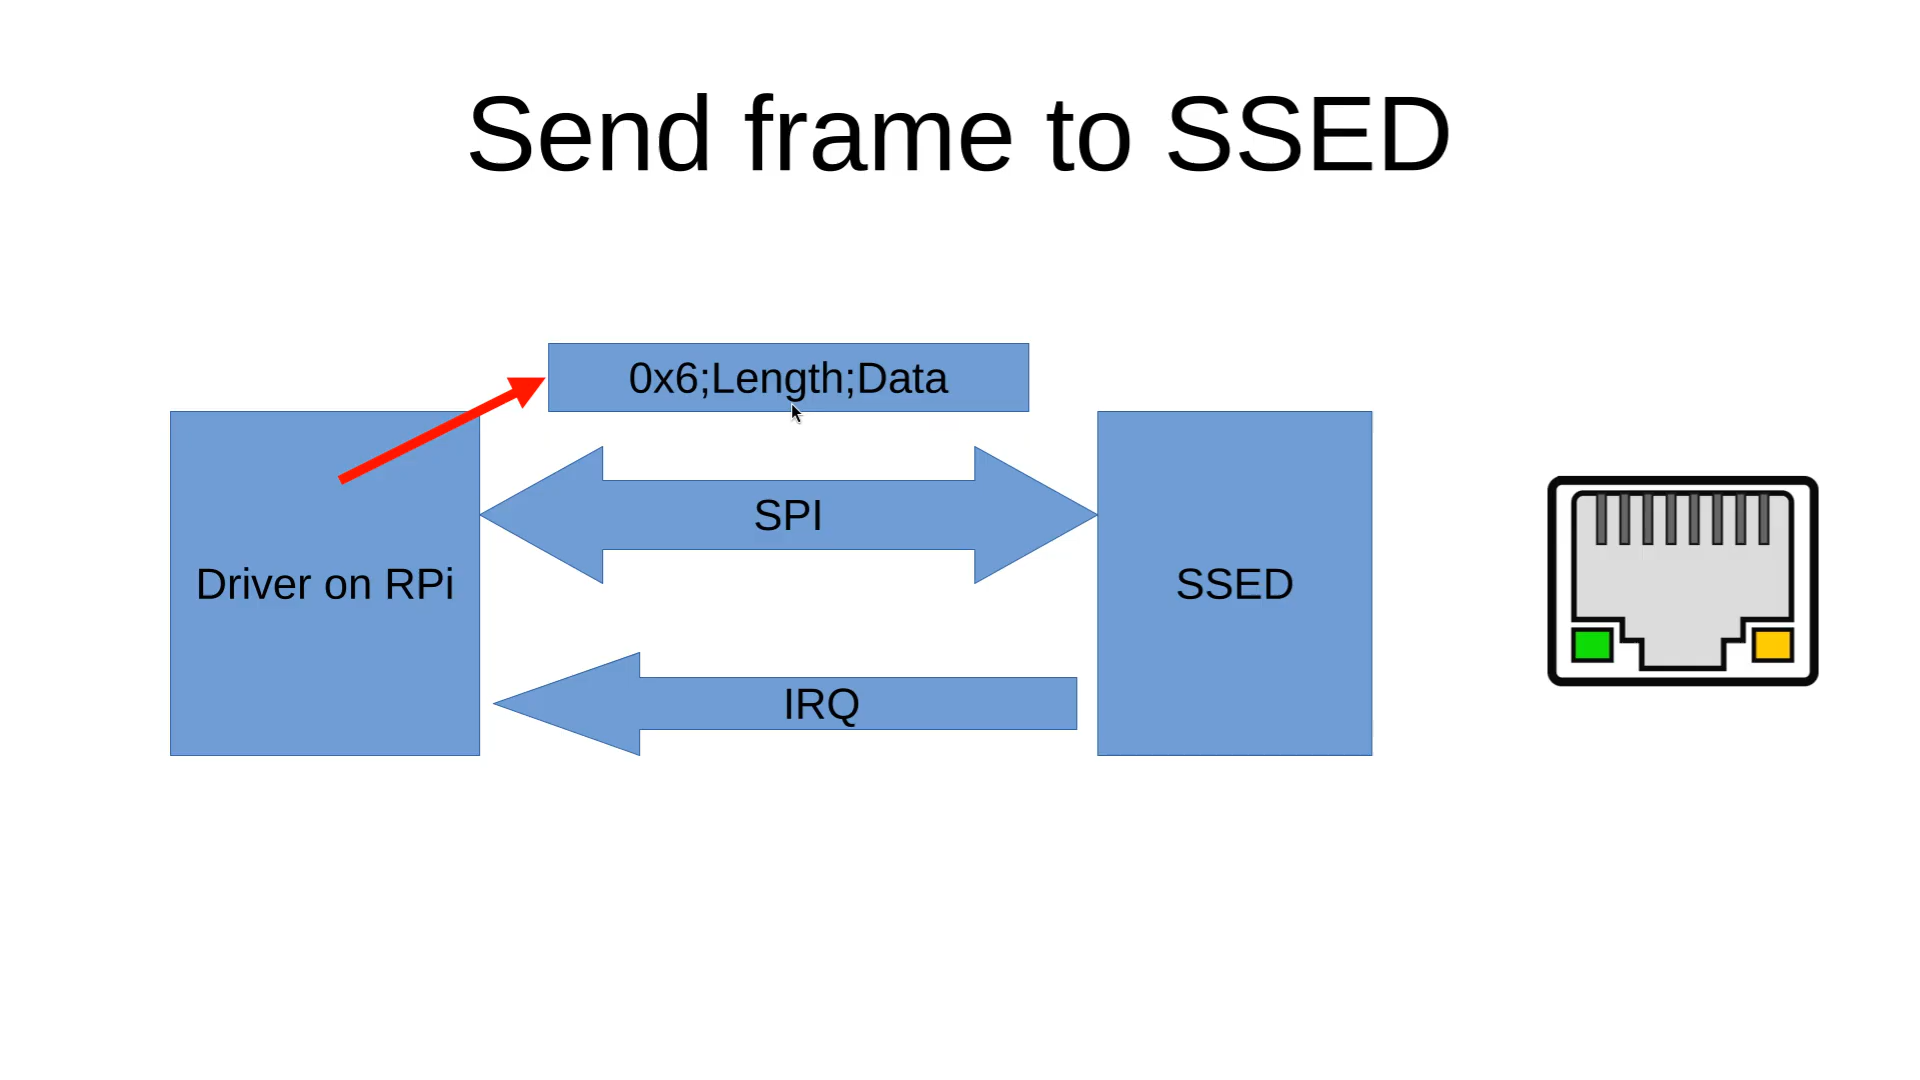 Send frame to SSED
0x6;Length;Data
SPI
Driver on RPi
SSED
IRQ